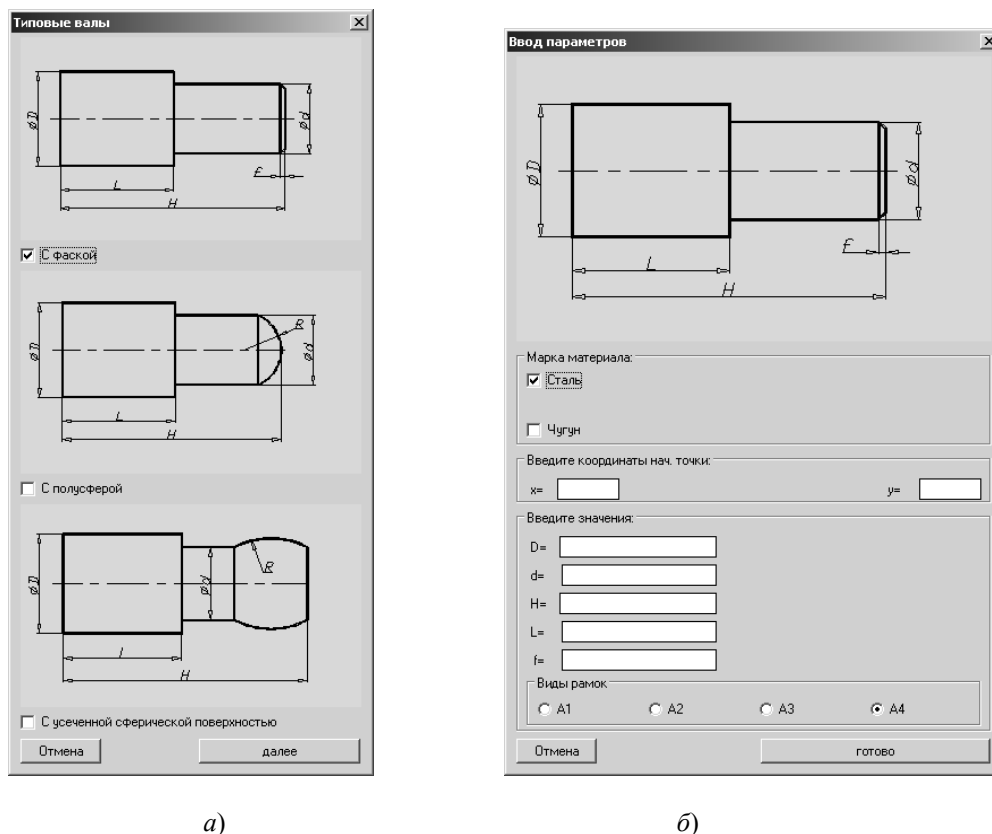 Типовые валы
øD
ød
f
L
H
С фаской
øD
R
ød
L
H
С полусферой
øD
ød
R
L
H
С усеченной сферической поверхностью
Отмена
далее
а)
Ввод параметров
øD
ød
f
L
H
Марка материала:
Сталь
Чугун
Введите координаты нач. точки:
x= y=
Введите значения:
D=
d=
H=
L=
f=
Виды рамок
A1 A2 A3 A4
Отмена
готово
б)